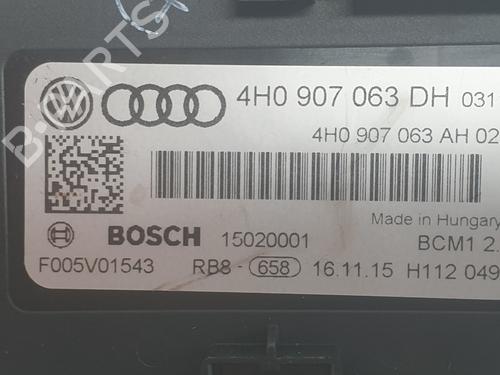 4H0 907 063 DH 031
4H0 907 063 AH 02
Made in Hungary
BOSCH 15020001 BCM1 2.
F005V01543 RB8- 658 16.11.15 H112 049
B-PARTS